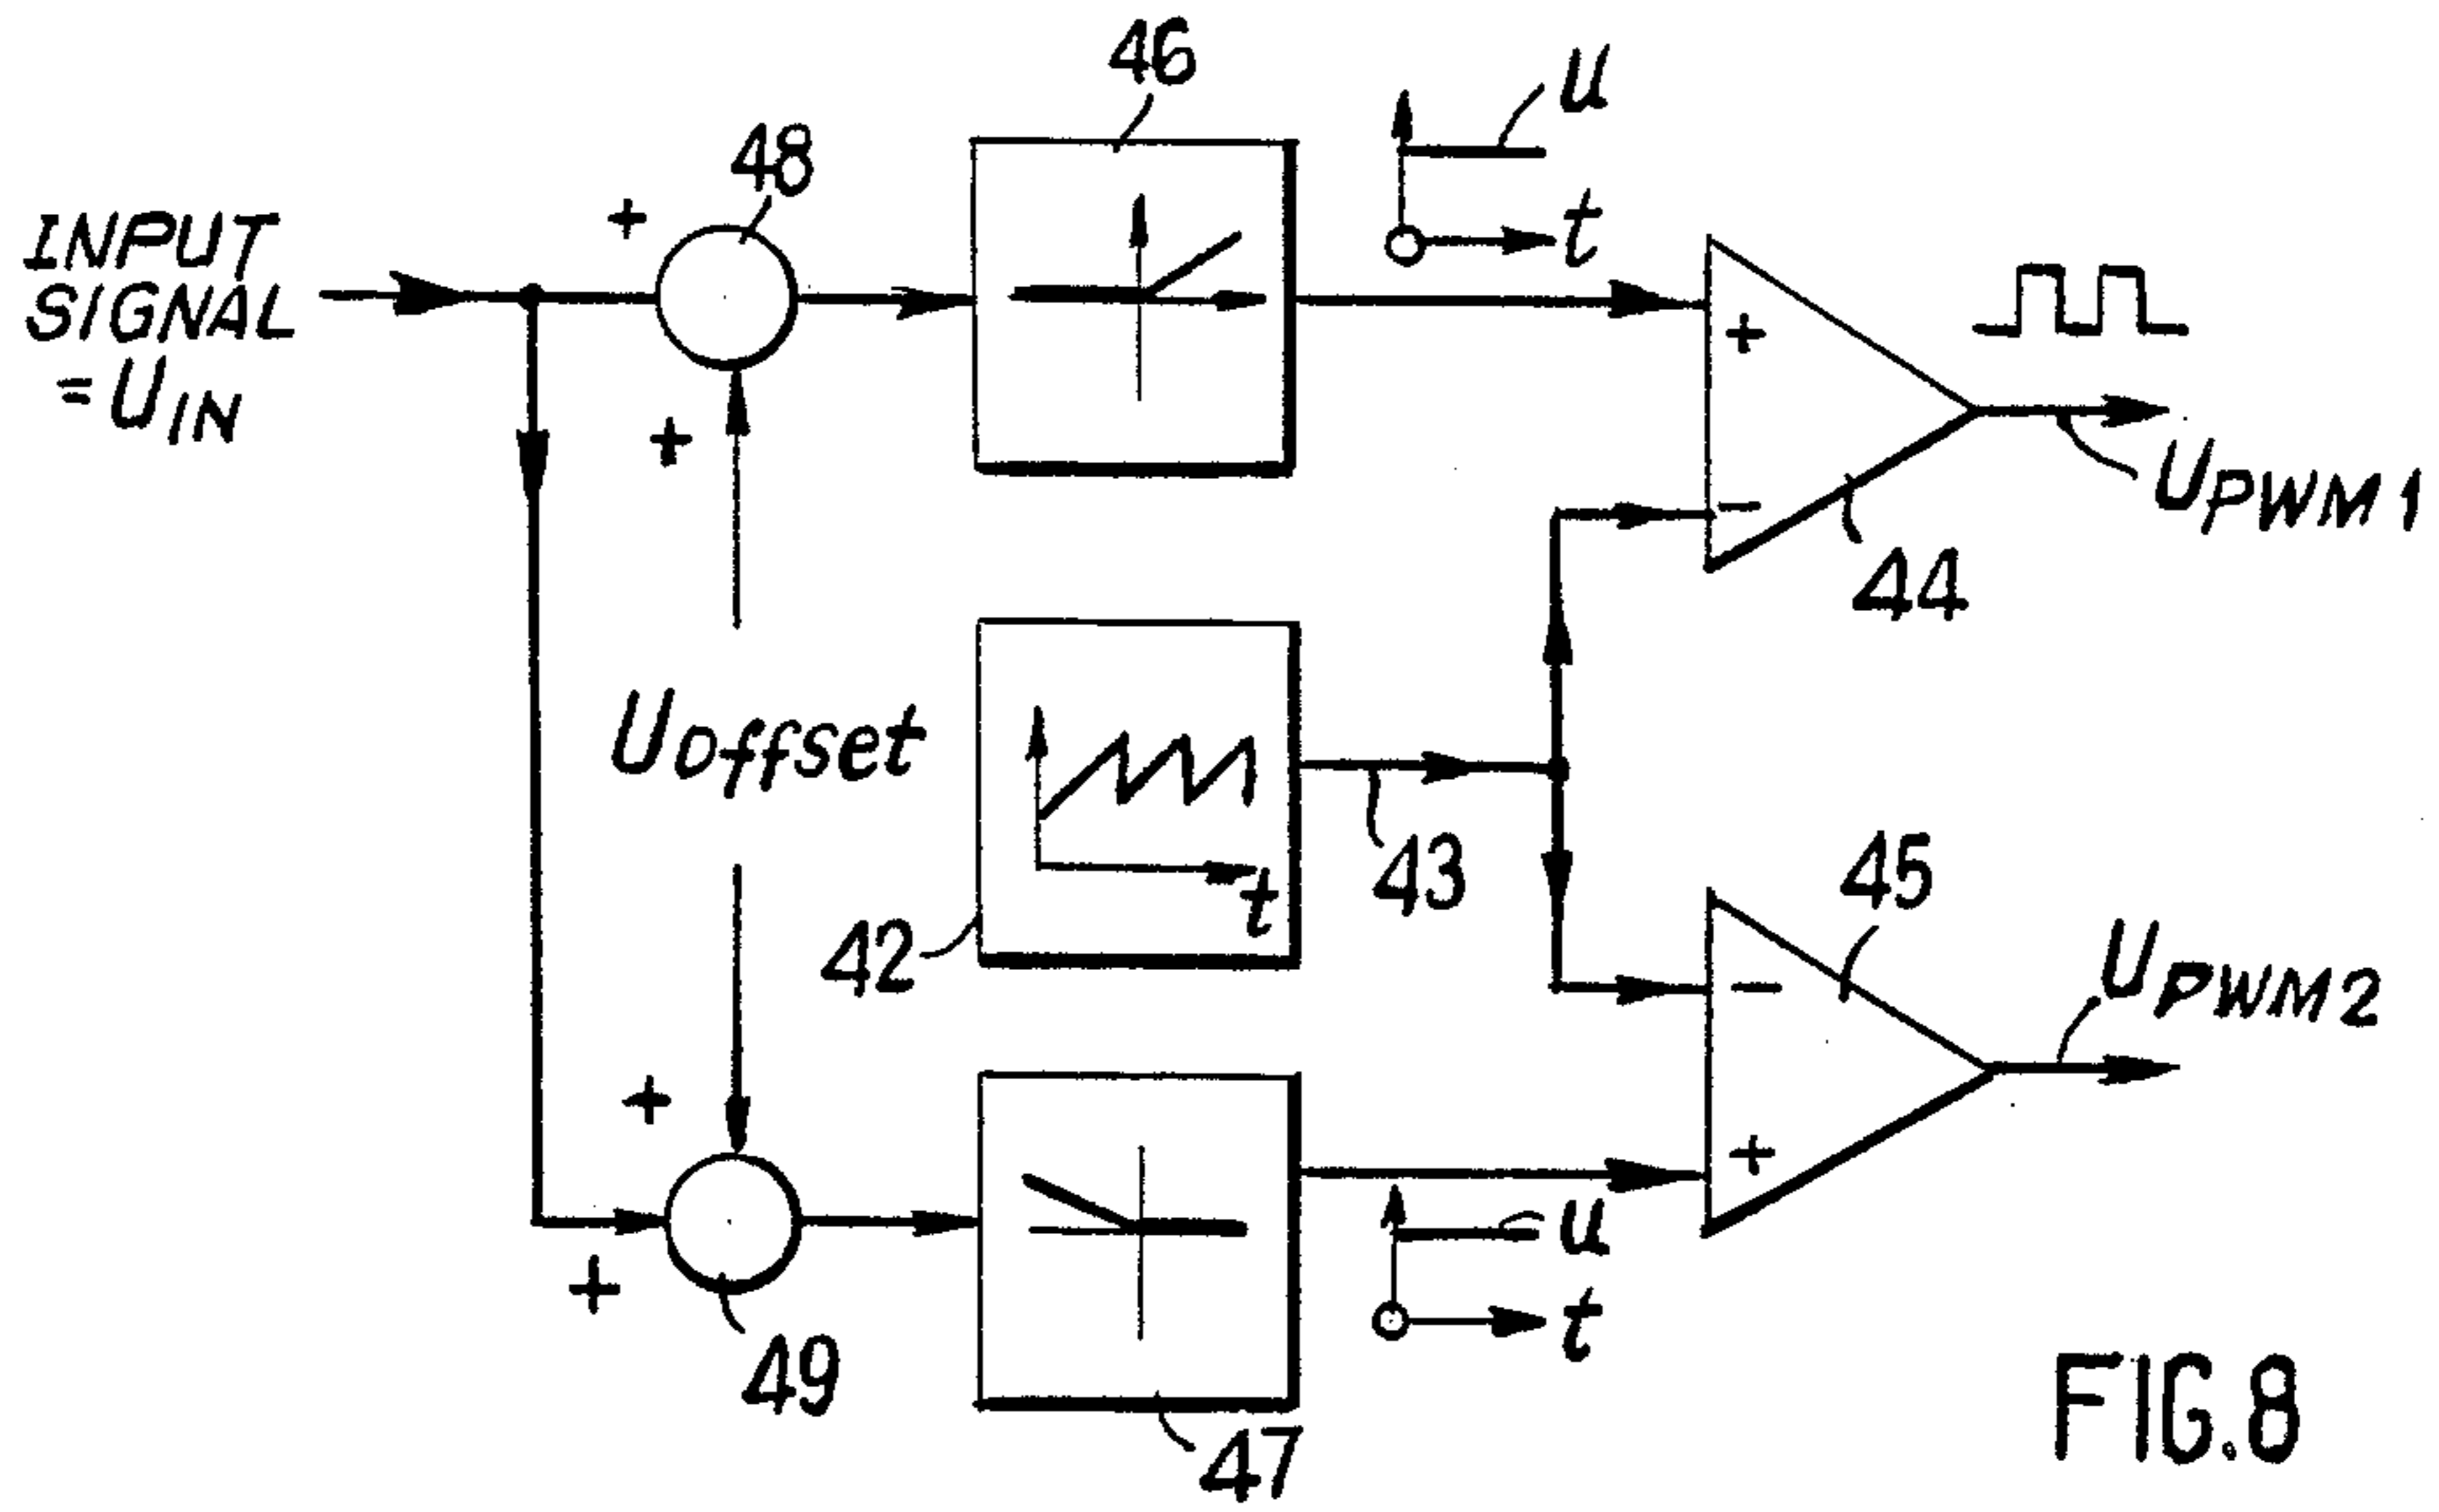 46
U
48
+
t
INPUT
SIGNAL
= UIN
+
+
UPWM1
−
44
Uoffset
43
t
42
45
−
UPWM2
+
+
U
+
t
49
47
FIG.8